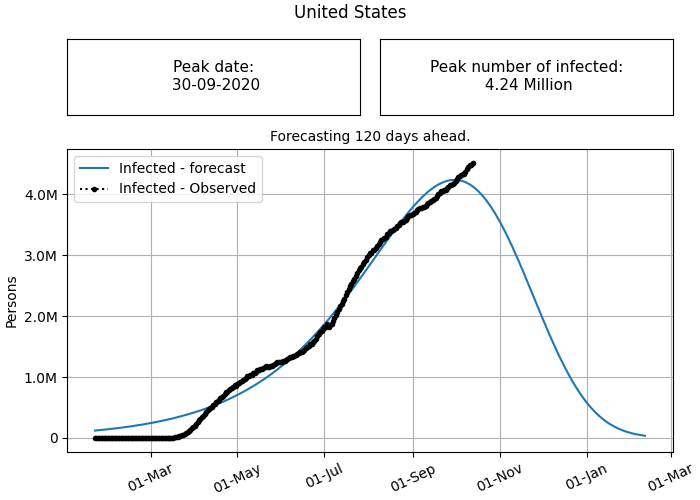 United States
Peak date:
30-09-2020
Peak number of infected:
4.24 Million
Forecasting 120 days ahead.
Infected - forecast
Infected - Observed
4.0M
3.0M
2.0M
1.0M
0
Persons
01-Mar
01-May
01-Jul
01-Sep
01-Nov
01-Jan
01-Mar